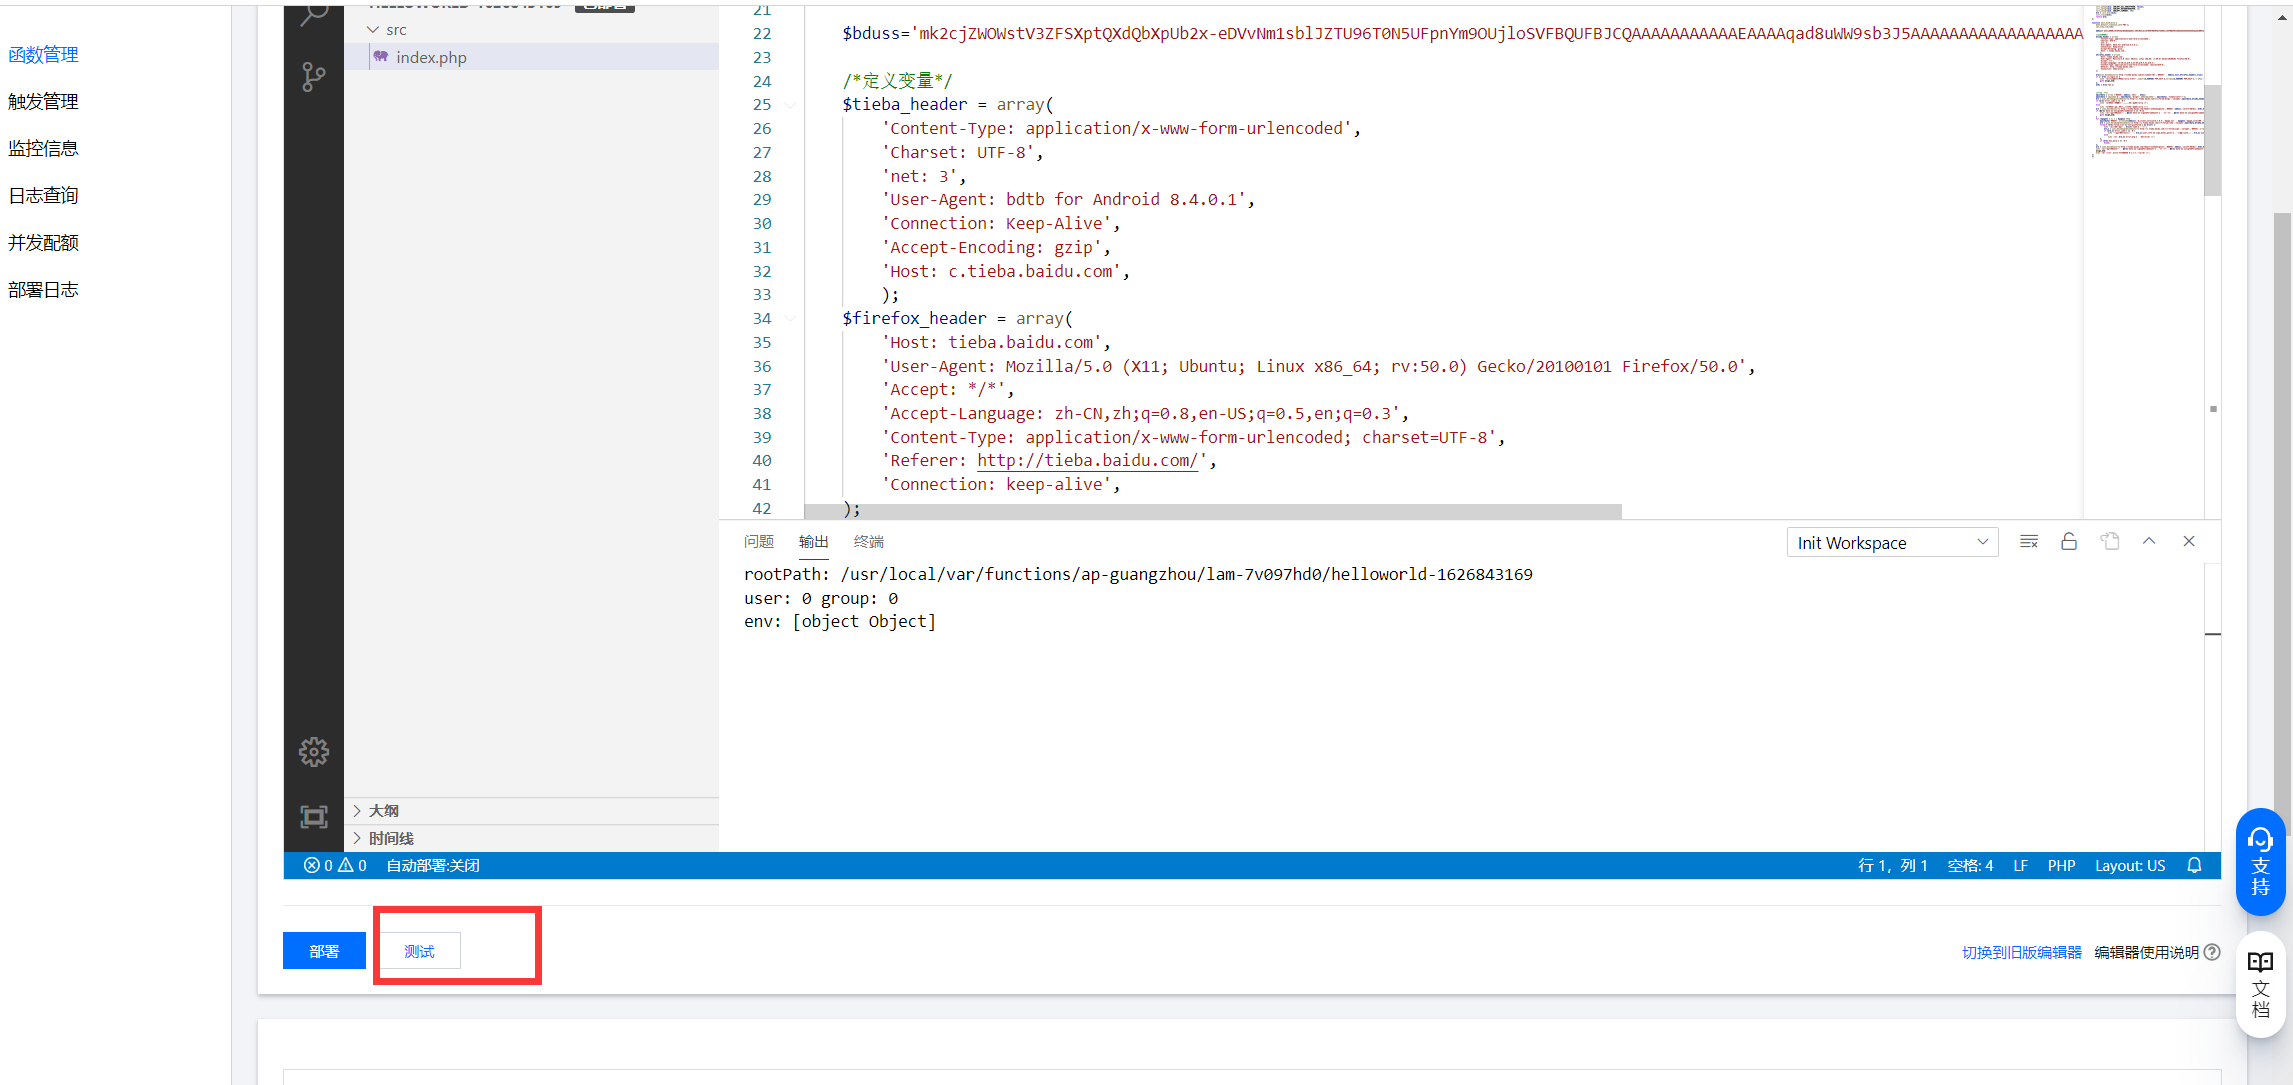 函数管理
触发管理
监控信息
日志查询
并发配额
部署日志
src
index.php
21
22 $bduss='mk2cjZWOWstV3ZFSXptQXdQbXpUb2x-eDVvNm1sblJZTU96T0N5UFpnYm9OUjloSVFBQUFBJCQAAAAAAAAAAAEAAAAqad8uWW9sb3J5AAAAAAAAAAAAAAAAAA
23
24 /*定义变量*/
25 $tieba_header = array(
26 'Content-Type: application/x-www-form-urlencoded',
27 'Charset: UTF-8',
28 'net: 3',
29 'User-Agent: bdtb for Android 8.4.0.1',
30 'Connection: Keep-Alive',
31 'Accept-Encoding: gzip',
32 'Host: c.tieba.baidu.com',
33 );
34 $firefox_header = array(
35 'Host: tieba.baidu.com',
36 'User-Agent: Mozilla/5.0 (X11; Ubuntu; Linux x86_64; rv:50.0) Gecko/20100101 Firefox/50.0',
37 'Accept: */*',
38 'Accept-Language: zh-CN,zh;q=0.8,en-US;q=0.5,en;q=0.3',
39 'Content-Type: application/x-www-form-urlencoded; charset=UTF-8',
40 'Referer: http://tieba.baidu.com/',
41 'Connection: keep-alive',
42 );
问题 输出 终端 Init Workspace
rootPath: /usr/local/var/functions/ap-guangzhou/lam-7v097hd0/helloworld-1626843169
user: 0 group: 0
env: [object Object]
大纲
时间线
0 0 自动部署:关闭 行 1，列 1 空格: 4 LF PHP Layout: US
部署 测试 切换到旧版编辑器 编辑器使用说明
支持
文档